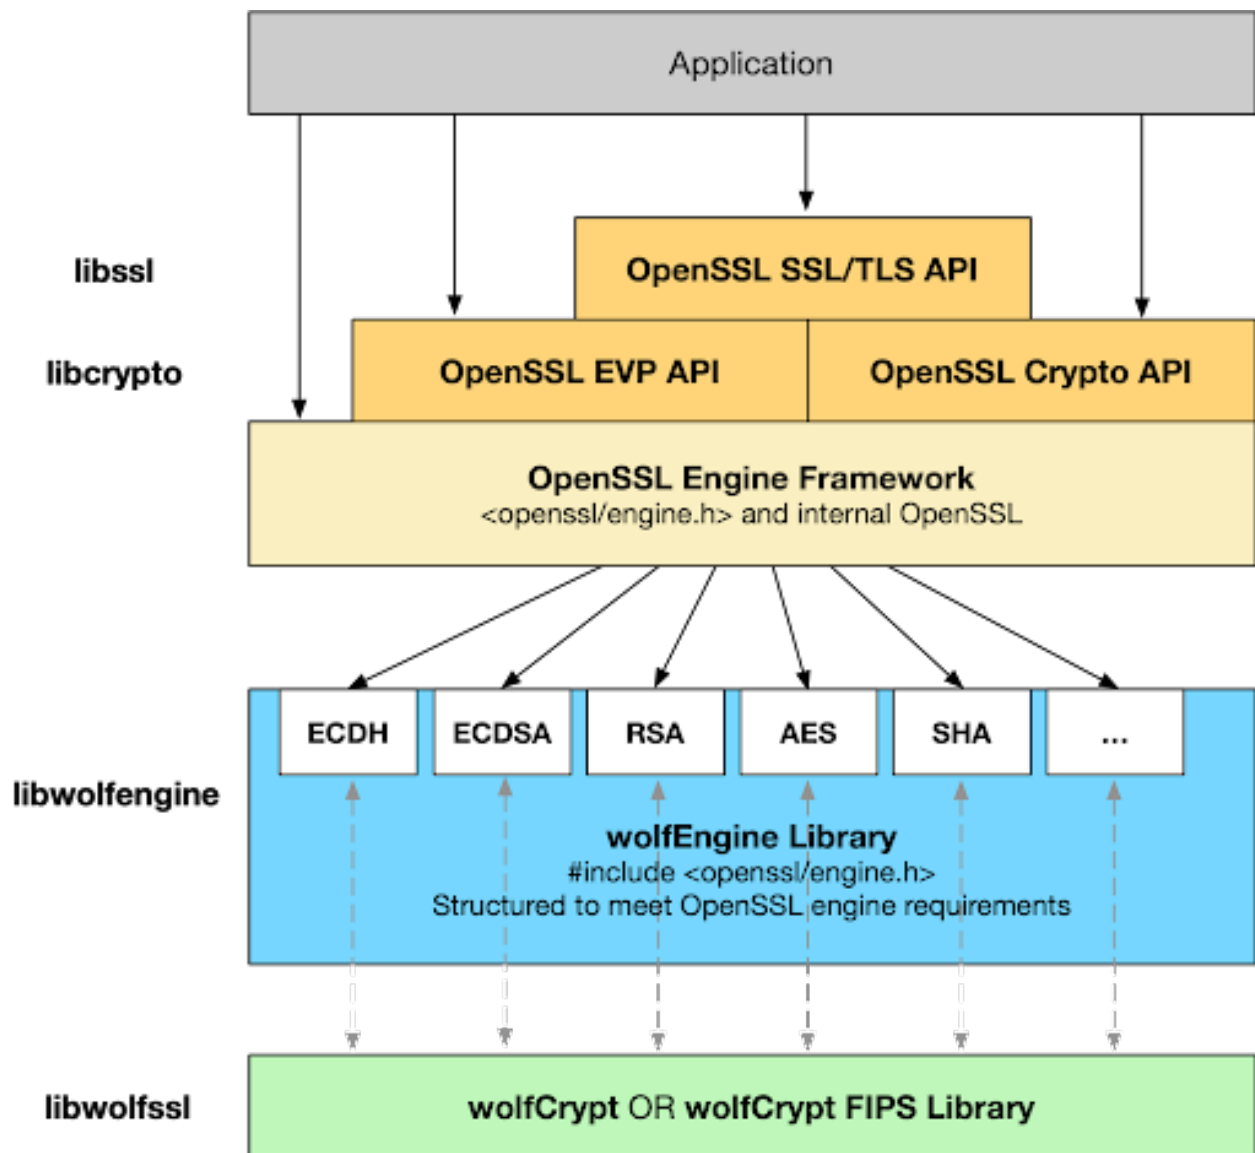 Application
libssl
OpenSSL SSL/TLS API
libcrypto
OpenSSL EVP API
OpenSSL Crypto API
OpenSSL Engine Framework
<openssl/engine.h> and internal OpenSSL
ECDH
ECDSA
RSA
AES
SHA
...
libwolfengine
wolfEngine Library
#include <openssl/engine.h>
Structured to meet OpenSSL engine requirements
libwolfssl
wolfCrypt OR wolfCrypt FIPS Library